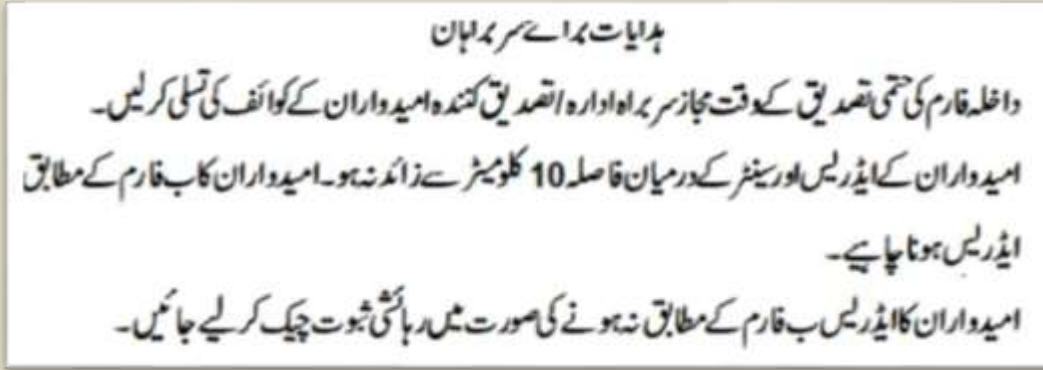 ہدایات برائے سربراہان
داخلہ فارم کی حتمی تصدیق کے وقت مجاز سربراہ ادارہ / تصدیق کنندہ امیدواران کے کوائف کی تسلی کر لیں۔
امیدواران کے ایڈریس اور سینٹر کے درمیان فاصلہ 10 کلومیٹر سے زائد نہ ہو۔ امیدواران کا ب فارم کے مطابق
ایڈریس ہونا چاہیے۔
امیدواران کا ایڈریس ب فارم کے مطابق نہ ہونے کی صورت میں رہائشی ثبوت چیک کر لیے جائیں۔